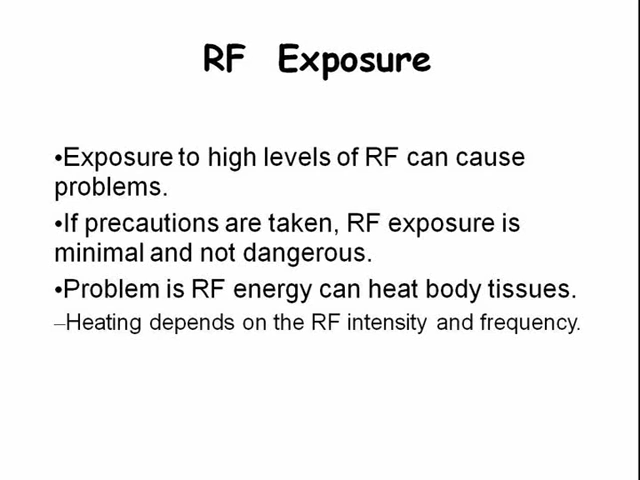 RF Exposure
•Exposure to high levels of RF can cause
problems.
•If precautions are taken, RF exposure is
minimal and not dangerous.
•Problem is RF energy can heat body tissues.
–Heating depends on the RF intensity and frequency.